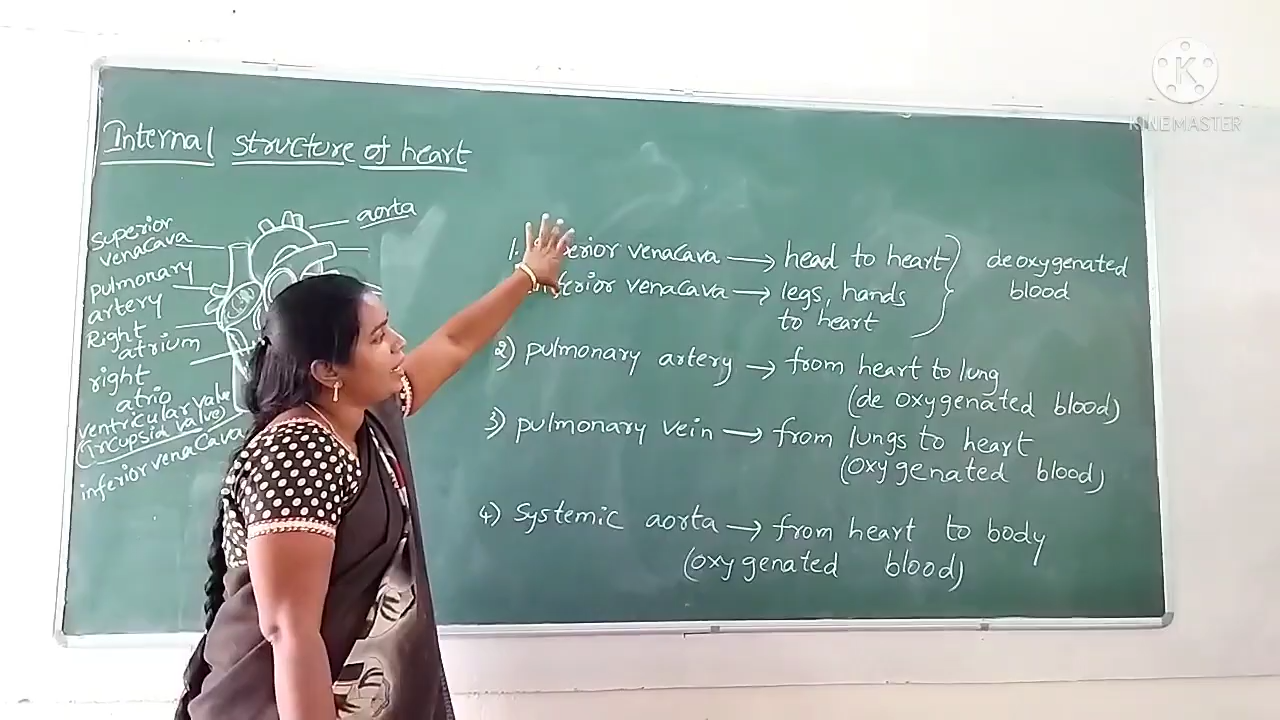 Internal structure of heart
aorta
superior
venacava
pulmonary
artery
Right
atrium
right
atrio
ventricular valve
(Tricupsid valve)
inferior venacava
1. erior venacava → head to heart
erior venacava → legs, hands
to heart
deoxygenated
blood
2) pulmonary artery → from heart to lung
(de oxygenated blood)
3) pulmonary vein → from lungs to heart
(oxygenated blood)
4) Systemic aorta → from heart to body
(oxygenated blood)
K
KINEMASTER